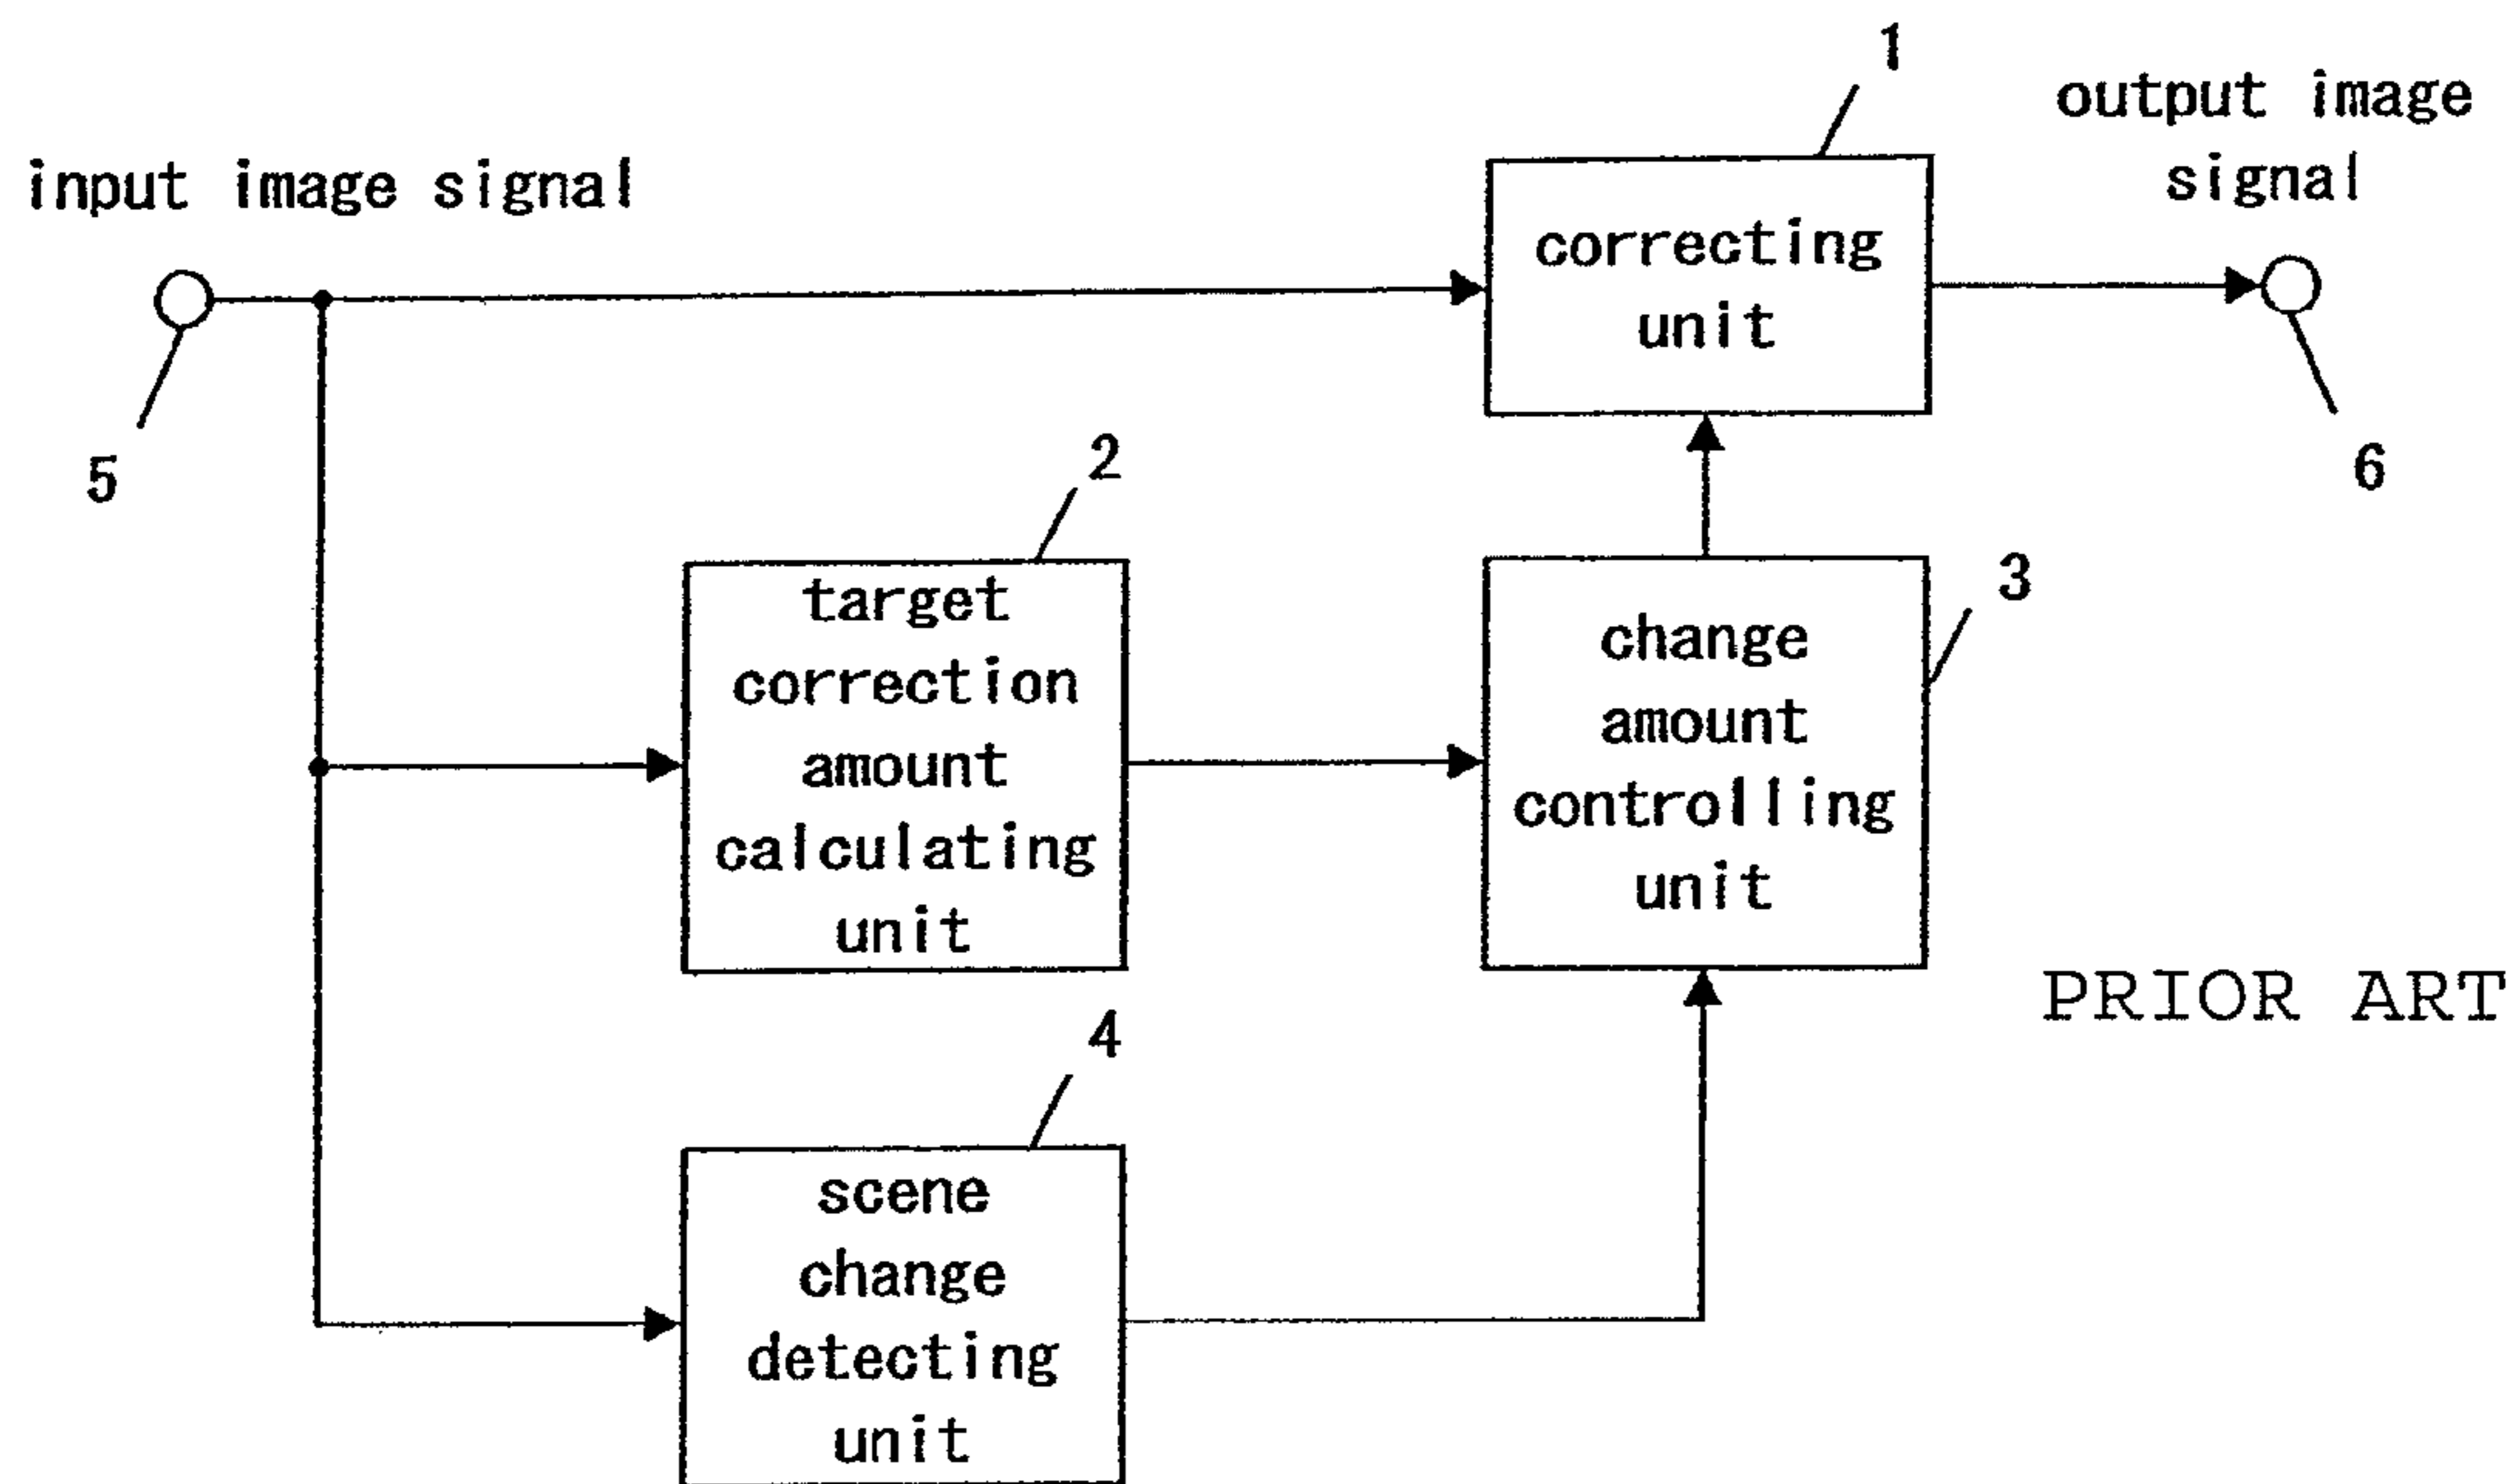 1
output image
signal
input image signal
correcting
unit
5
6
2
target
correction
amount
calculating
unit
3
change
amount
controlling
unit
PRIOR ART
4
scene
change
detecting
unit